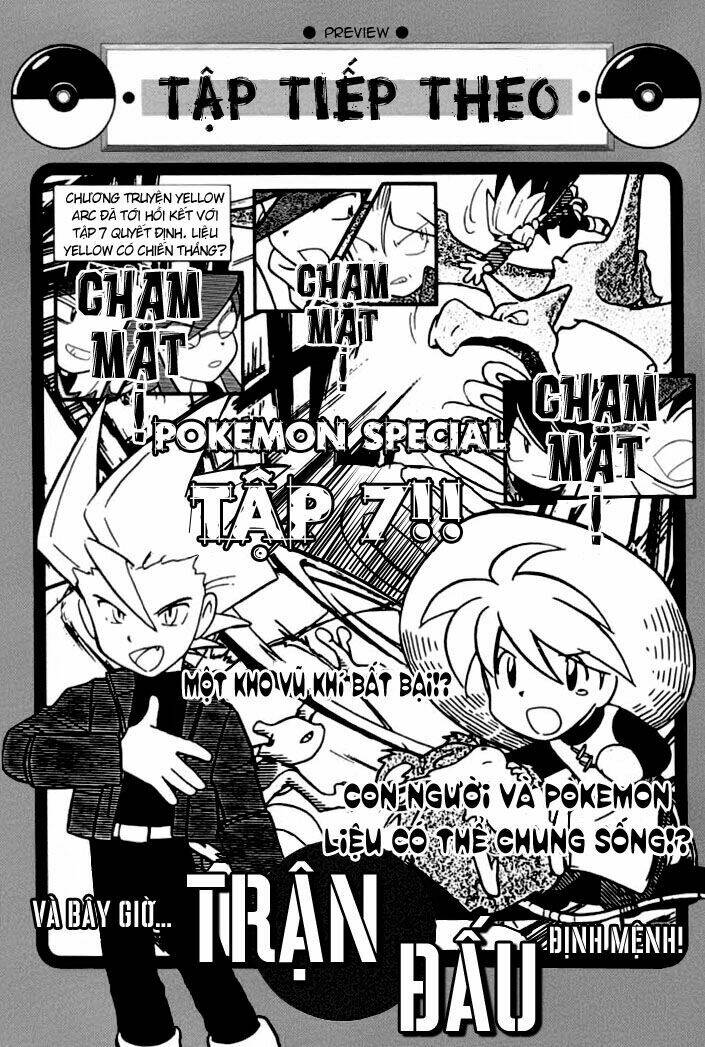 PREVIEW
TẬP TIẾP THEO
CHƯƠNG TRUYỆN YELLOW
ARC ĐÃ TỚI HỒI KẾT VỚI
TẬP 7 QUYẾT ĐỊNH. LIỆU
YELLOW CÓ CHIẾN THẮNG?
CHẠM
MẶT
!
CHẠM
MẶT
!
CHẠM
MẶT
!
POKEMON SPECIAL
TẬP 7!!
MỘT KHO VŨ KHÍ BẤT BẠI!?
CON NGƯỜI VÀ POKEMON
LIỆU CÓ THỂ CHUNG SỐNG!?
VÀ BÂY GIỜ...
TRẬN
ĐẤU
ĐỊNH MỆNH!